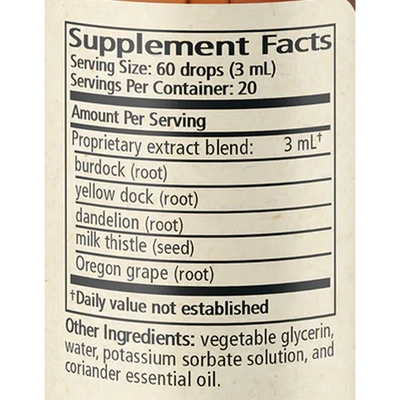 Supplement Facts
Serving Size: 60 drops (3 mL)
Servings Per Container: 20
Amount Per Serving
Proprietary extract blend: 3 mL†
burdock (root)
yellow dock (root)
dandelion (root)
milk thistle (seed)
Oregon grape (root)
†Daily value not established
Other Ingredients: vegetable glycerin,
water, potassium sorbate solution, and
coriander essential oil.